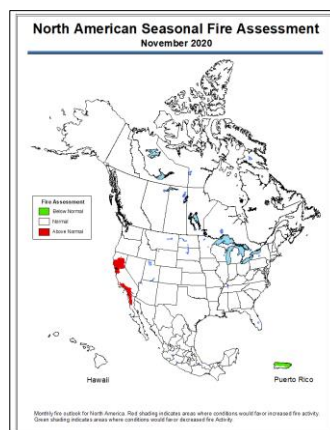 North American Seasonal Fire Assessment
November 2020
Fire Assessment
Below Normal
Normal
Above Normal
Hawaii
Puerto Rico
Monthly fire outlook for North America. Red shading indicates areas where conditions would favor increased fire activity.
Green shading indicates areas where conditions would favor decreased fire Activity.